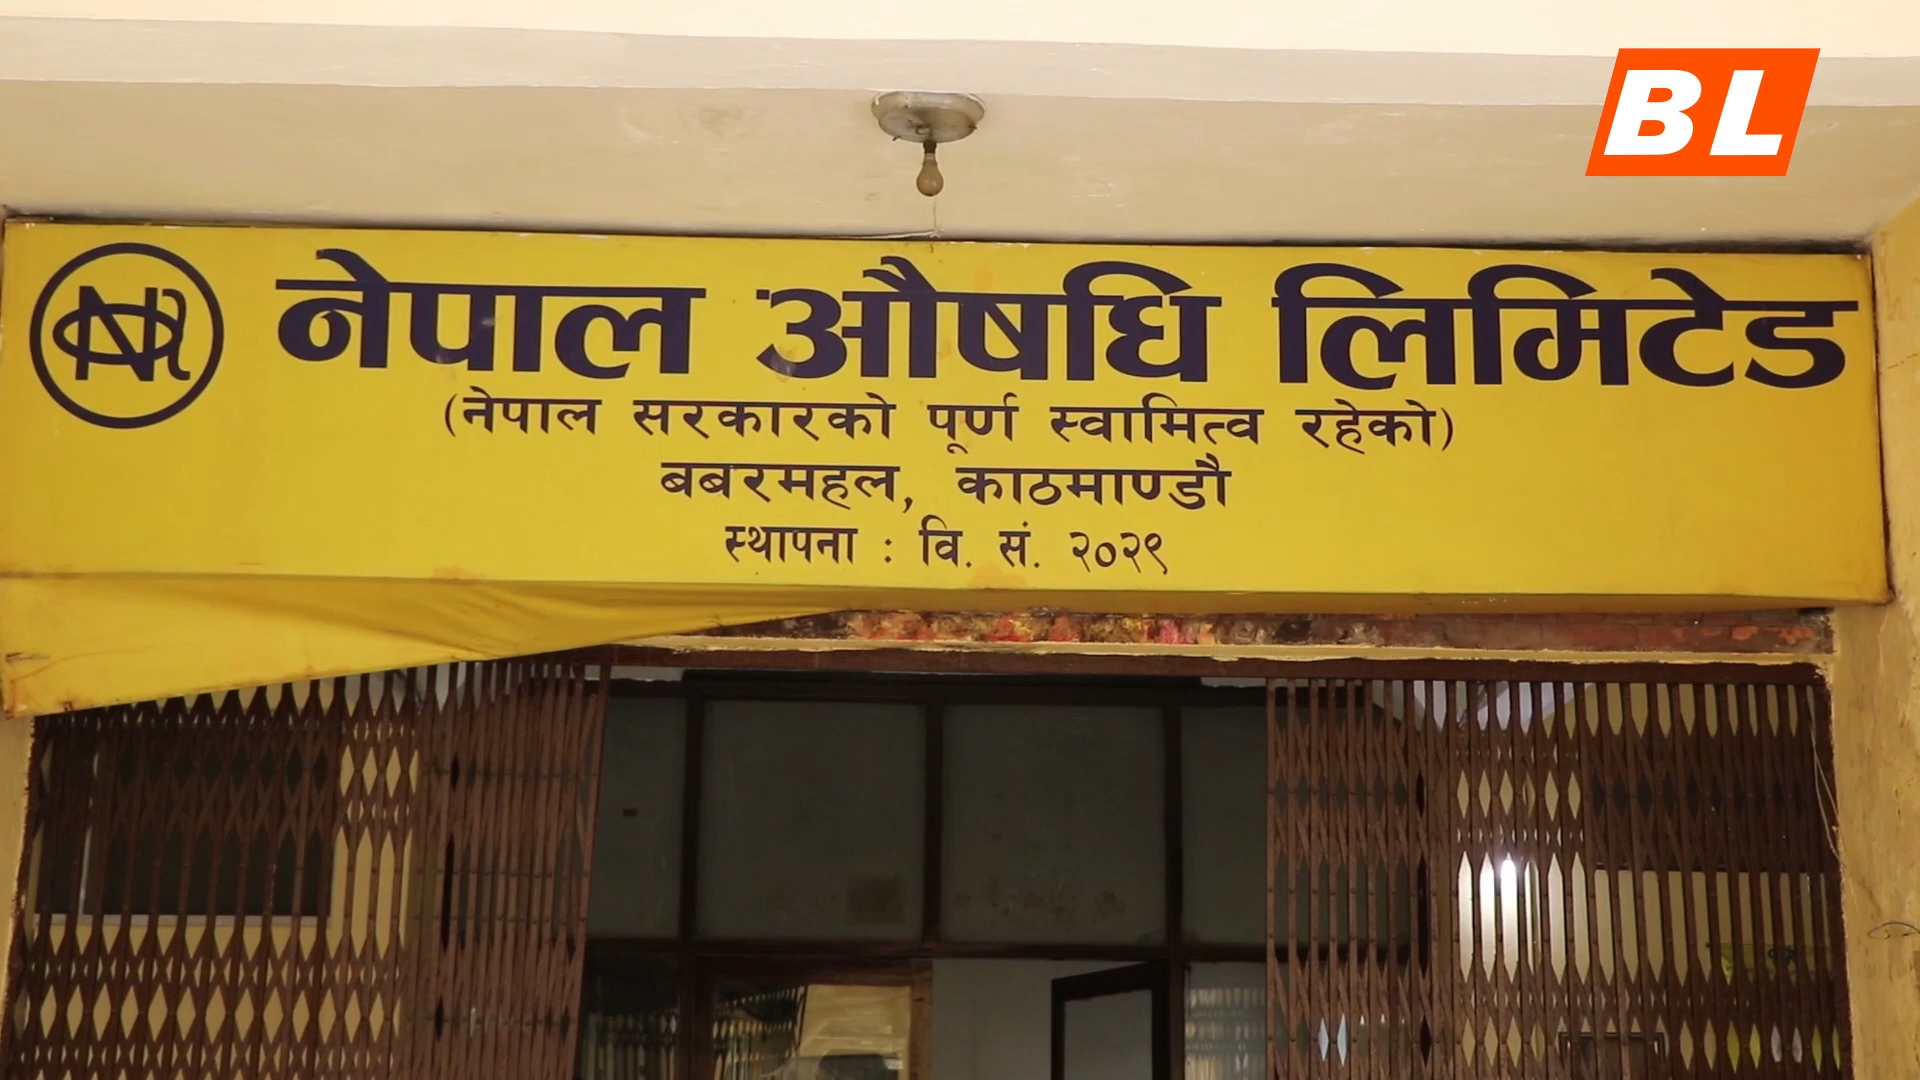 BL
नेपाल औषधि लिमिटेड
(नेपाल सरकारको पूर्ण स्वामित्व रहेको)
बबरमहल, काठमाण्डौ
स्थापना : वि. सं. २०२९